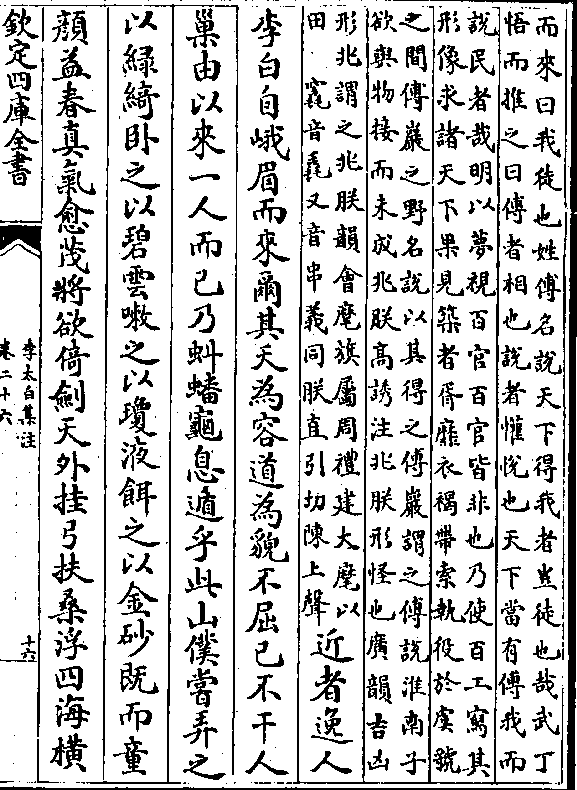 而來曰我徒也姓傅名說天下得我者豈徒也哉武丁
悟而推之曰傅者相也說者懽悅也天下當有傅我而
說民者哉明以夢視百官百官皆非也乃使百工寫其
形像求諸天下果見築者胥靡衣褐帶索執役於虞虢
之間傅巖之野名說以其得之傅巖謂之傅說淮南子
欲與物接而未成兆朕高誘注兆朕形怪也廣韻吉凶
形兆謂之兆朕韻會麾旗屬周禮建大麾以
田　竁音毳又音串義同朕直引切陳上聲
近者逸人
李白自峨眉而來爾其天為容道為貌不屈已不干人
巢由以來一人而已乃虯蟠龜息遁乎此山僕嘗弄之
以緑綺卧之以碧雲嗽之以瓊液餌之以金砂既而童
顔益春真氣愈茂將欲倚劍天外挂弓扶桑浮四海横
欽定四庫全書
李太白集注
卷二十六
十六